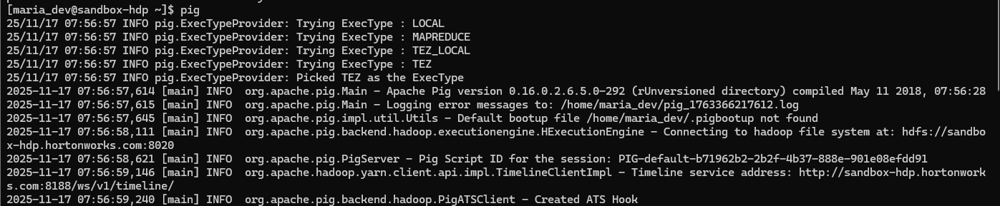 [maria_dev@sandbox-hdp ~]$ pig
25/11/17 07:56:57 INFO pig.ExecTypeProvider: Trying ExecType : LOCAL
25/11/17 07:56:57 INFO pig.ExecTypeProvider: Trying ExecType : MAPREDUCE
25/11/17 07:56:57 INFO pig.ExecTypeProvider: Trying ExecType : TEZ_LOCAL
25/11/17 07:56:57 INFO pig.ExecTypeProvider: Trying ExecType : TEZ
25/11/17 07:56:57 INFO pig.ExecTypeProvider: Picked TEZ as the ExecType
2025-11-17 07:56:57,614 [main] INFO  org.apache.pig.Main - Apache Pig version 0.16.0.2.6.5.0-292 (rUnversioned directory) compiled May 11 2018, 07:56:28
2025-11-17 07:56:57,615 [main] INFO  org.apache.pig.Main - Logging error messages to: /home/maria_dev/pig_1763366217612.log
2025-11-17 07:56:57,645 [main] INFO  org.apache.pig.impl.util.Utils - Default bootup file /home/maria_dev/.pigbootup not found
2025-11-17 07:56:58,111 [main] INFO  org.apache.pig.backend.hadoop.executionengine.HExecutionEngine - Connecting to hadoop file system at: hdfs://sandbo
x-hdp.hortonworks.com:8020
2025-11-17 07:56:58,621 [main] INFO  org.apache.pig.PigServer - Pig Script ID for the session: PIG-default-b71962b2-2b2f-4b37-888e-901e08efdd91
2025-11-17 07:56:59,146 [main] INFO  org.apache.hadoop.yarn.client.api.impl.TimelineClientImpl - Timeline service address: http://sandbox-hdp.hortonwork
s.com:8188/ws/v1/timeline/
2025-11-17 07:56:59,240 [main] INFO  org.apache.pig.backend.hadoop.PigATSClient - Created ATS Hook